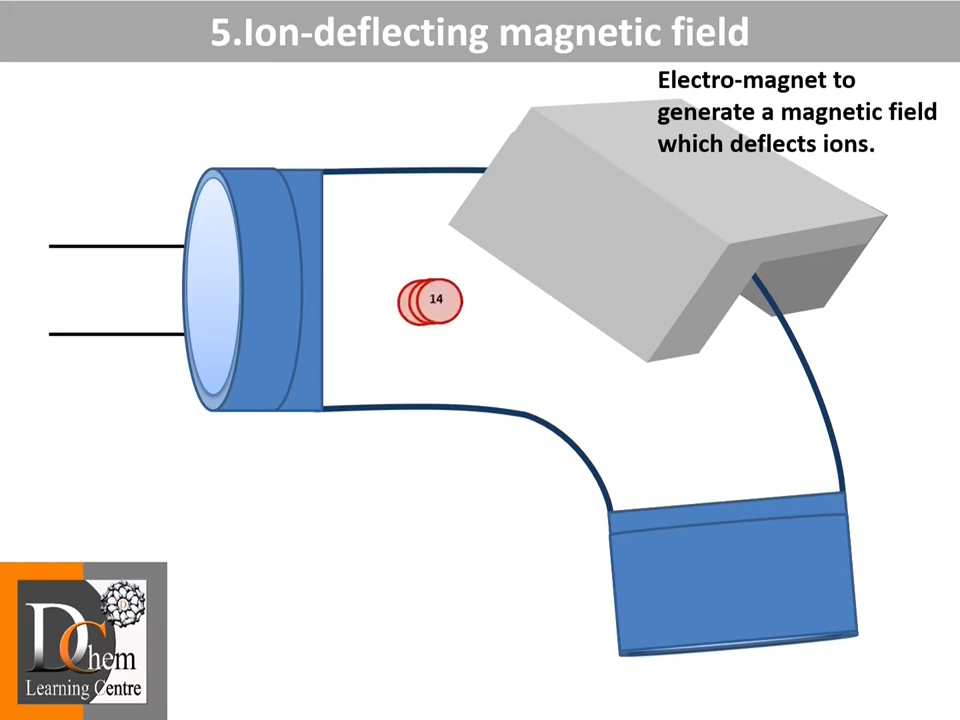 5.Ion-deflecting magnetic field
Electro-magnet to
generate a magnetic field
which deflects ions.
14
D
Chem
Learning Centre